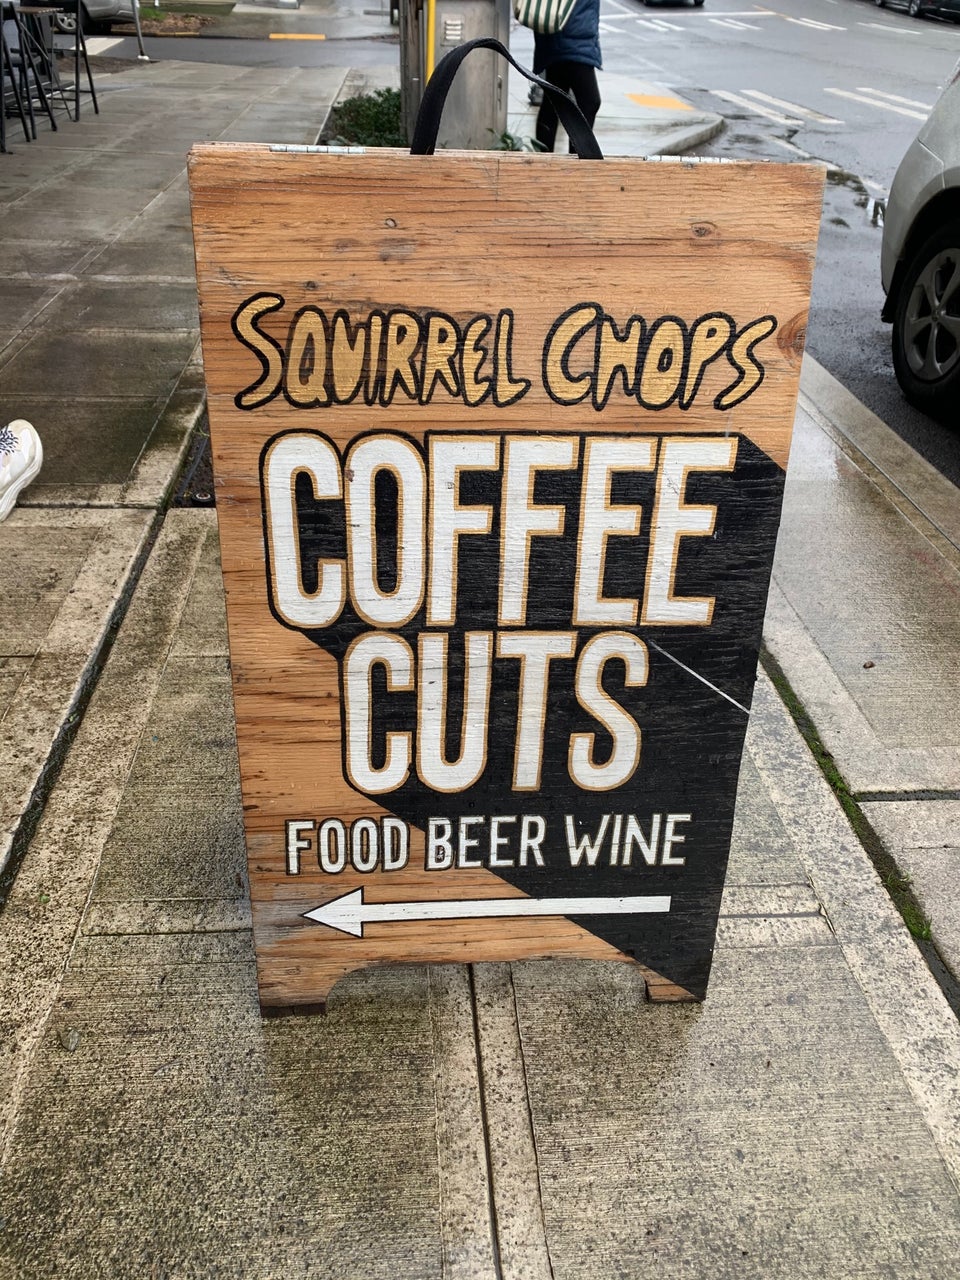 SQUIRREL CHOPS
COFFEE
CUTS
FOOD BEER WINE